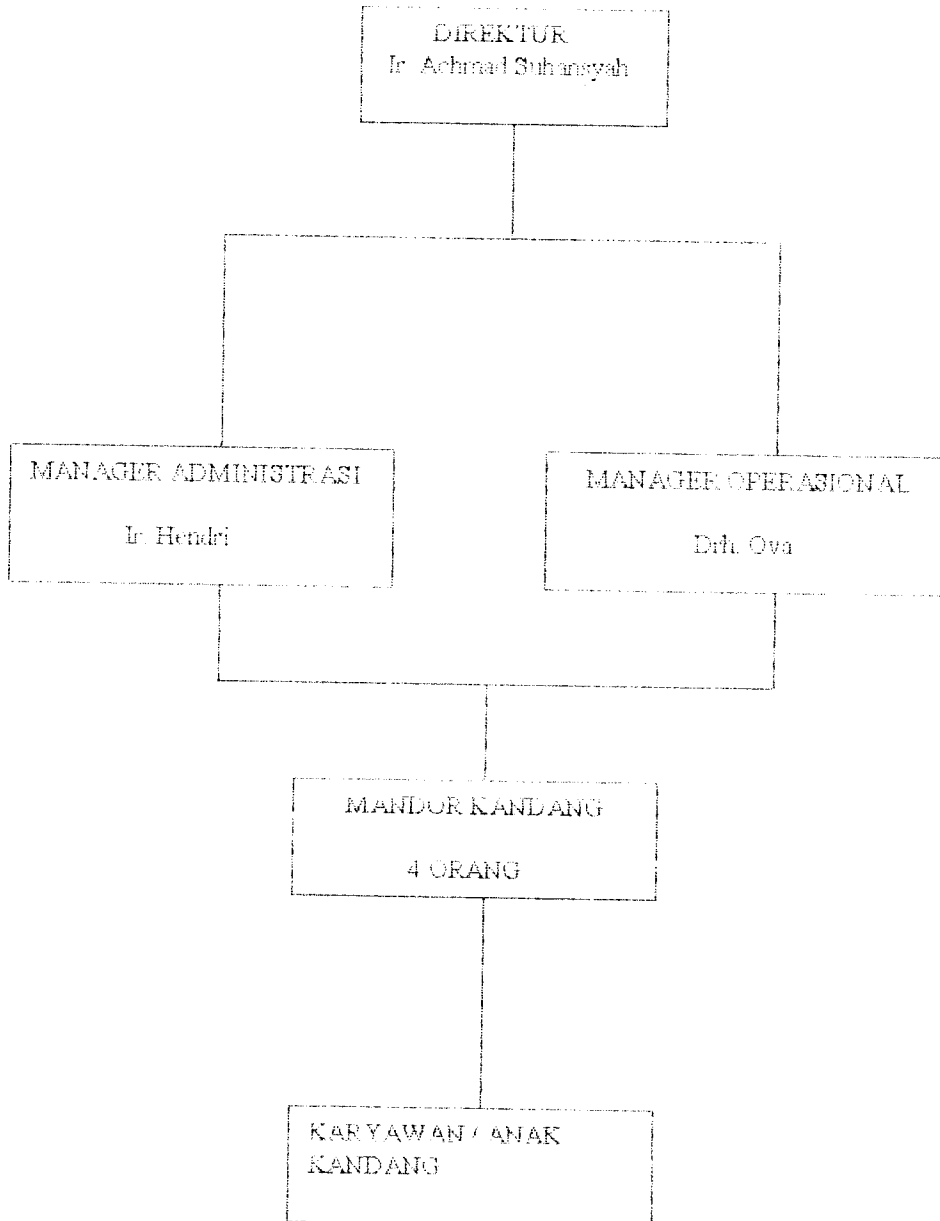 DIREKTUR
Ir. Achmad Suhansyah
MANAGER ADMINISTRASI
Ir. Hendri
MANAGER OPERASIONAL
Drh. Ova
MANDOR KANDANG
4 ORANG
KARYAWAN / ANAK
KANDANG